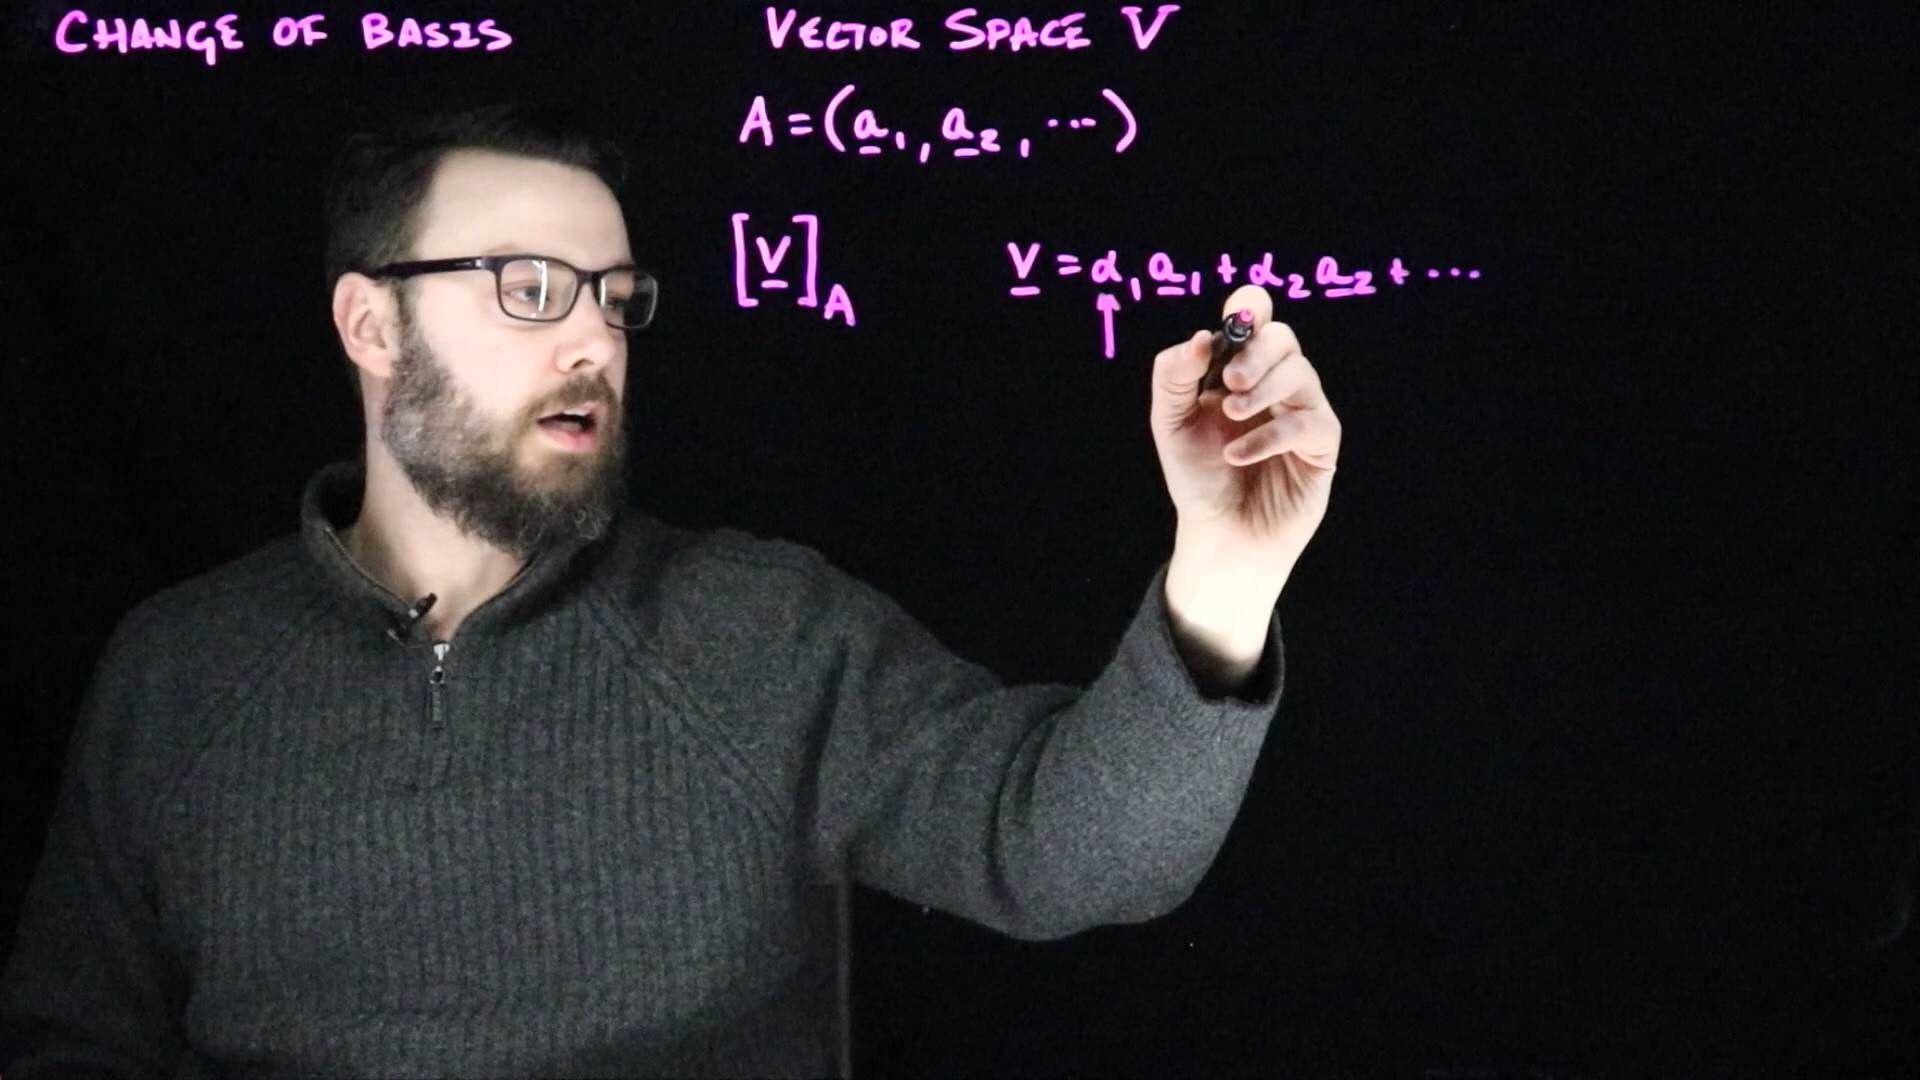 CHANGE OF BASIS
VECTOR SPACE V
A = (a₁, a₂, ⋯)
[v]_A
v = α₁a₁ + α₂a₂ + ⋯